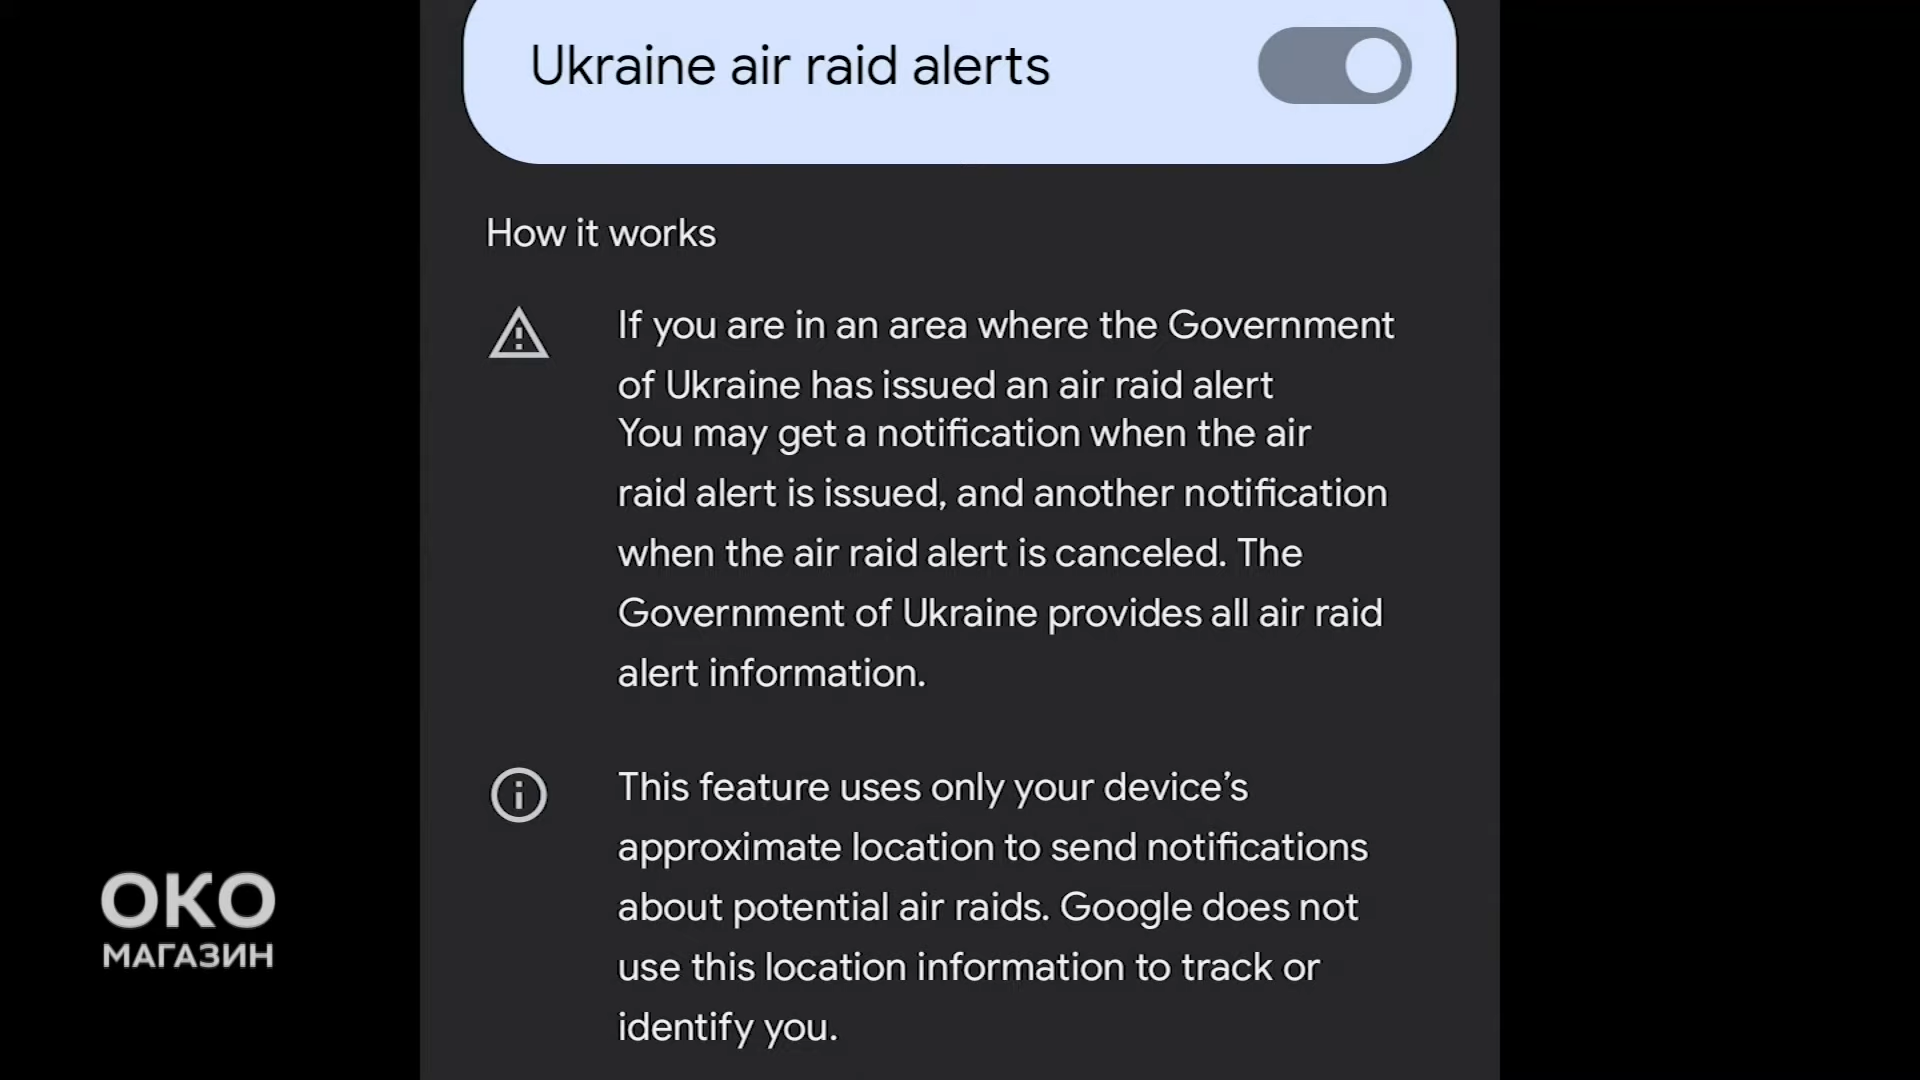 Ukraine air raid alerts
How it works
If you are in an area where the Government
of Ukraine has issued an air raid alert
You may get a notification when the air
raid alert is issued, and another notification
when the air raid alert is canceled. The
Government of Ukraine provides all air raid
alert information.
This feature uses only your device’s
approximate location to send notifications
about potential air raids. Google does not
use this location information to track or
identify you.
ОКО
МАГАЗИН